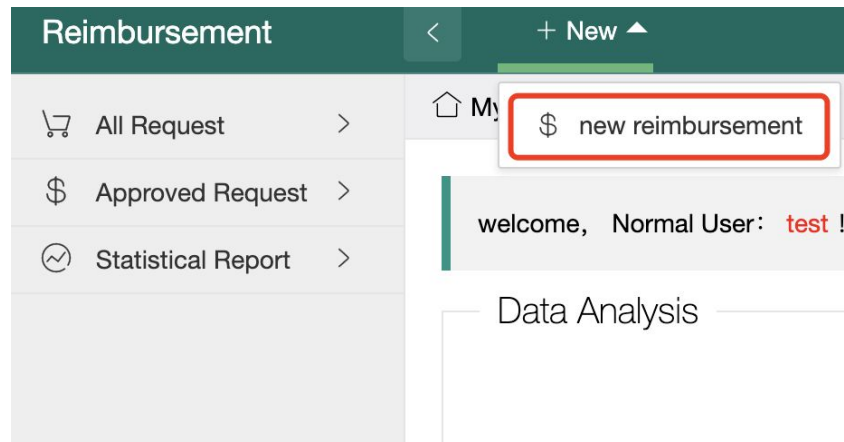 Reimbursement
+ New
All Request
Approved Request
Statistical Report
My
$ new reimbursement
welcome， Normal User： test !
Data Analysis